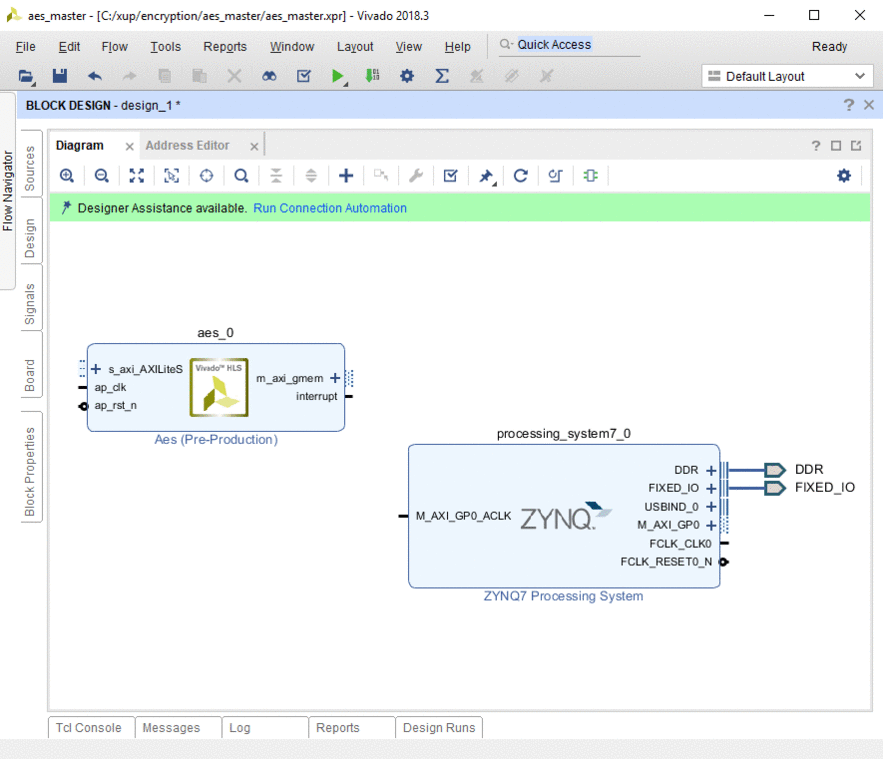 aes_master - [C:/xup/encryption/aes_master/aes_master.xpr] - Vivado 2018.3
File Edit Flow Tools Reports Window Layout View Help Quick Access Ready
Default Layout
BLOCK DESIGN - design_1 *
Flow Navigator
Sources
Design
Signals
Board
Block Properties
Diagram Address Editor
Designer Assistance available. Run Connection Automation
aes_0
s_axi_AXILiteS
ap_clk
ap_rst_n
Vivado™ HLS
m_axi_gmem
interrupt
Aes (Pre-Production)
processing_system7_0
M_AXI_GP0_ACLK
ZYNQ
DDR
FIXED_IO
USBIND_0
M_AXI_GP0
FCLK_CLK0
FCLK_RESET0_N
DDR
FIXED_IO
ZYNQ7 Processing System
Tcl Console Messages Log Reports Design Runs